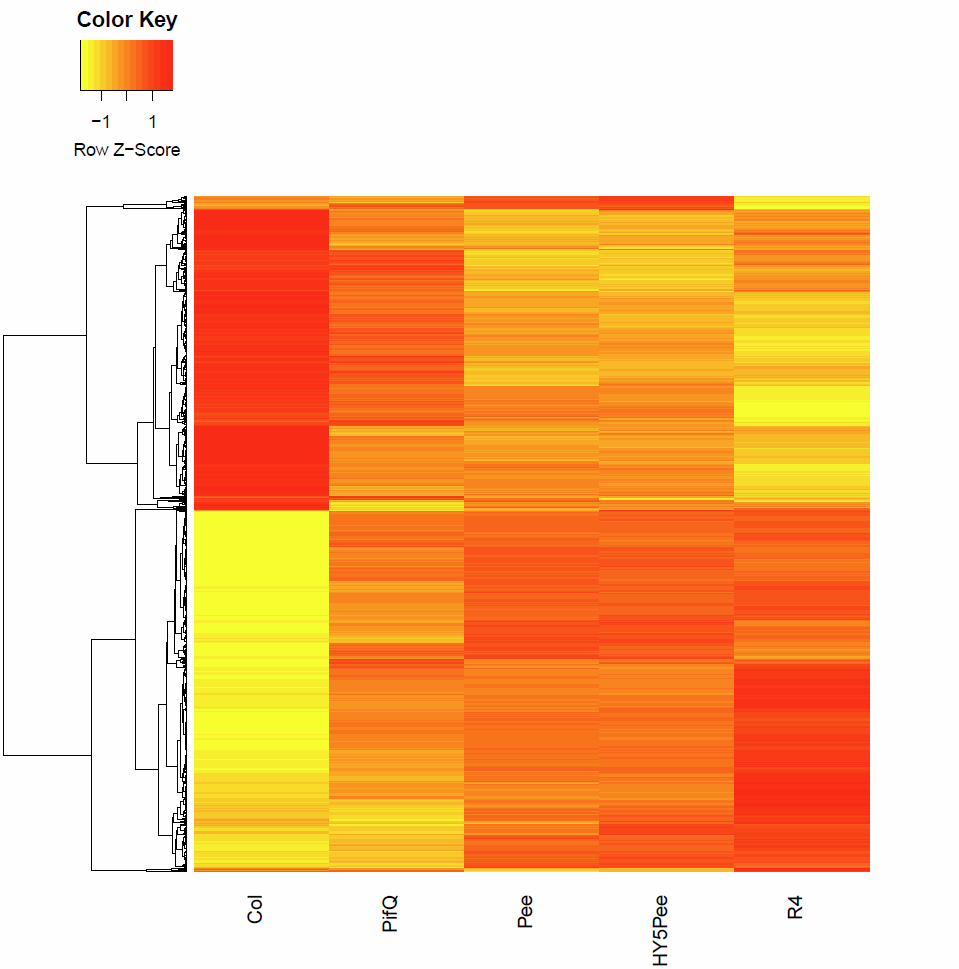 Color Key
−1 1
Row Z−Score
Col
PifQ
Pee
HY5Pee
R4